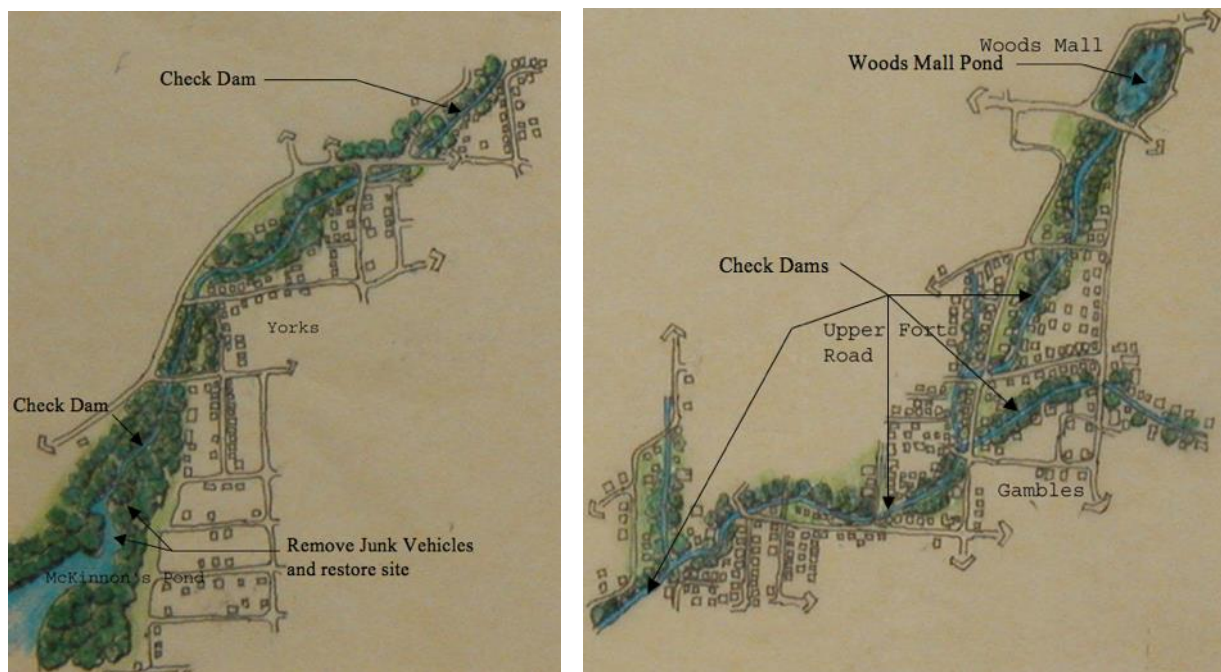 Check Dam
Yorks
Check Dam
Remove Junk Vehicles
and restore site
McKinnon's Pond
Woods Mall
Woods Mall Pond
Check Dams
Upper Fort
Road
Gambles